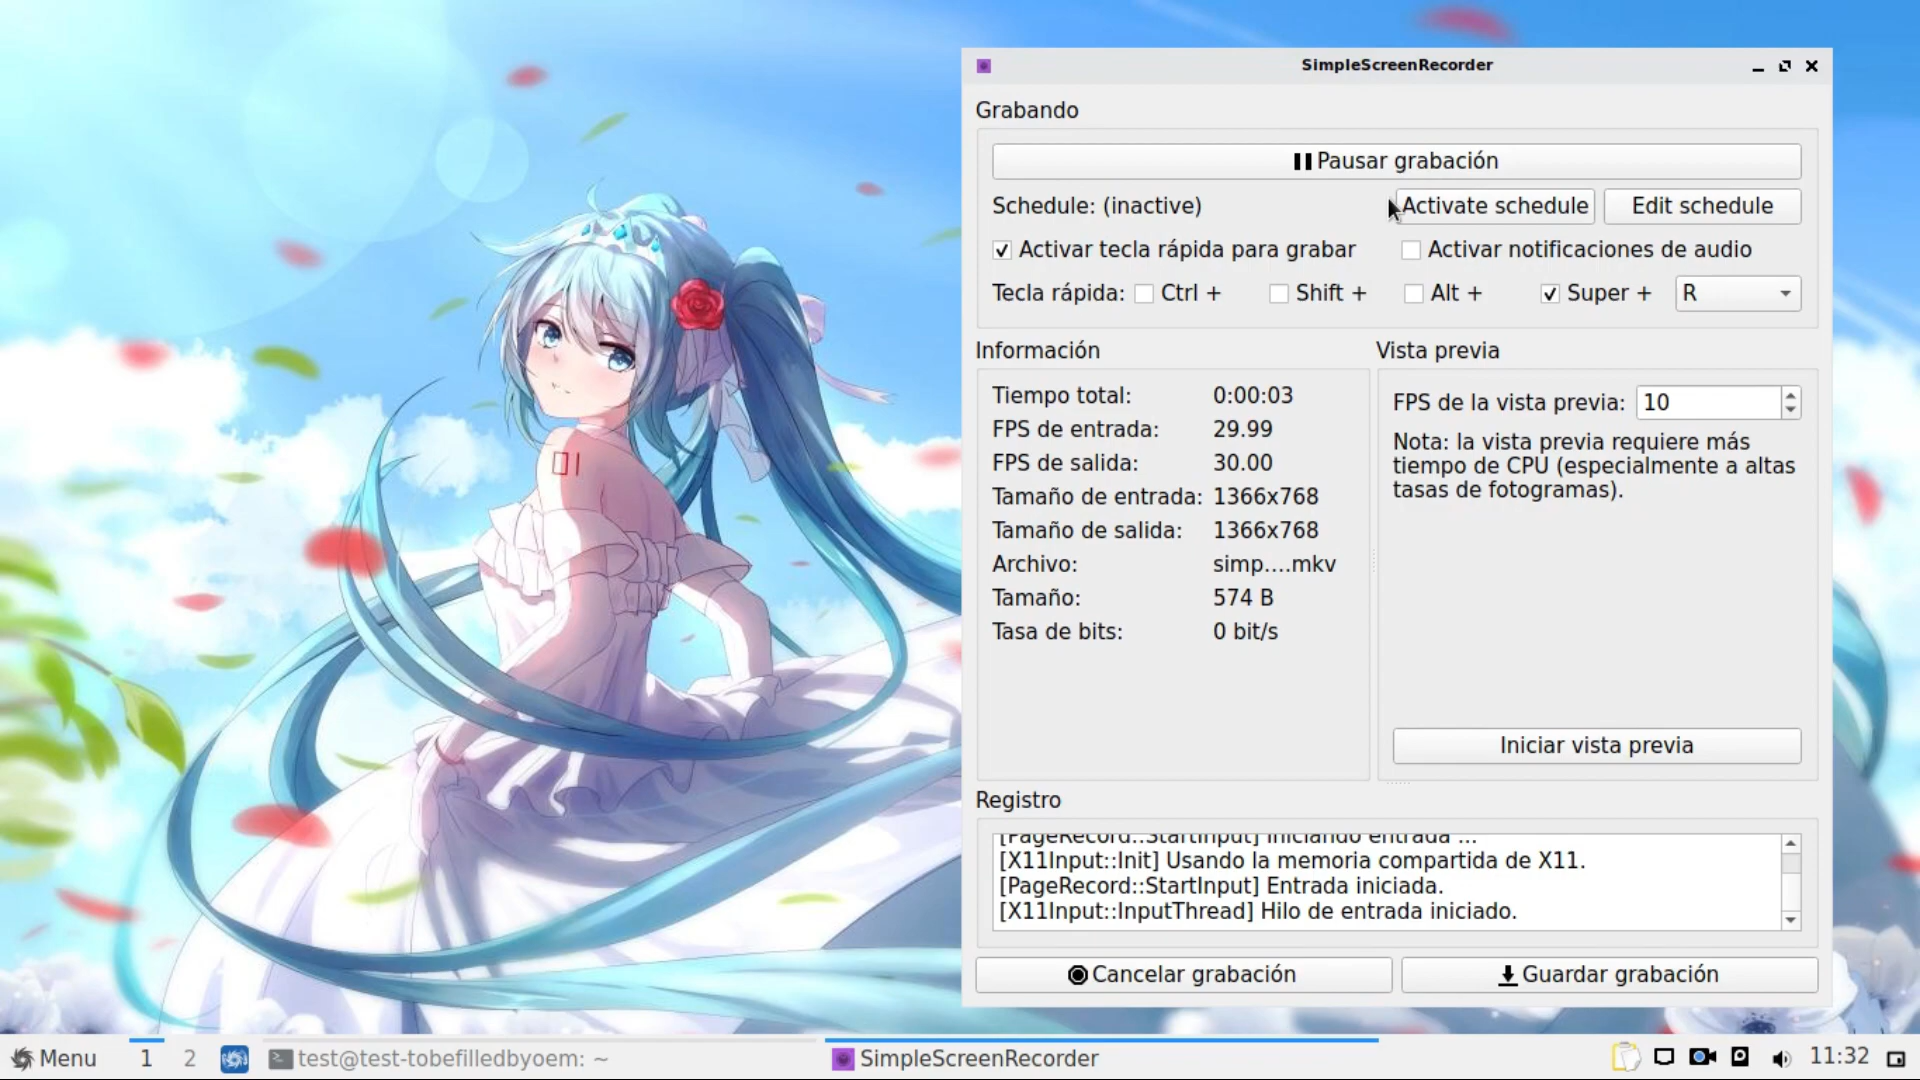 SimpleScreenRecorder
Grabando
Pausar grabación
Schedule: (inactive)
Activate schedule
Edit schedule
Activar tecla rápida para grabar
Activar notificaciones de audio
Tecla rápida:
Ctrl +
Shift +
Alt +
Super +
R
Información
Tiempo total: 0:00:03
FPS de entrada: 29.99
FPS de salida: 30.00
Tamaño de entrada: 1366x768
Tamaño de salida: 1366x768
Archivo: simp....mkv
Tamaño: 574 B
Tasa de bits: 0 bit/s
Vista previa
FPS de la vista previa: 10
Nota: la vista previa requiere más
tiempo de CPU (especialmente a altas
tasas de fotogramas).
Iniciar vista previa
Registro
[PageRecord::StartInput] Iniciando entrada ...
[X11Input::Init] Usando la memoria compartida de X11.
[PageRecord::StartInput] Entrada iniciada.
[X11Input::InputThread] Hilo de entrada iniciado.
Cancelar grabación
Guardar grabación
Menu
1
2
test@test-tobefilledbyoem: ~
SimpleScreenRecorder
11:32